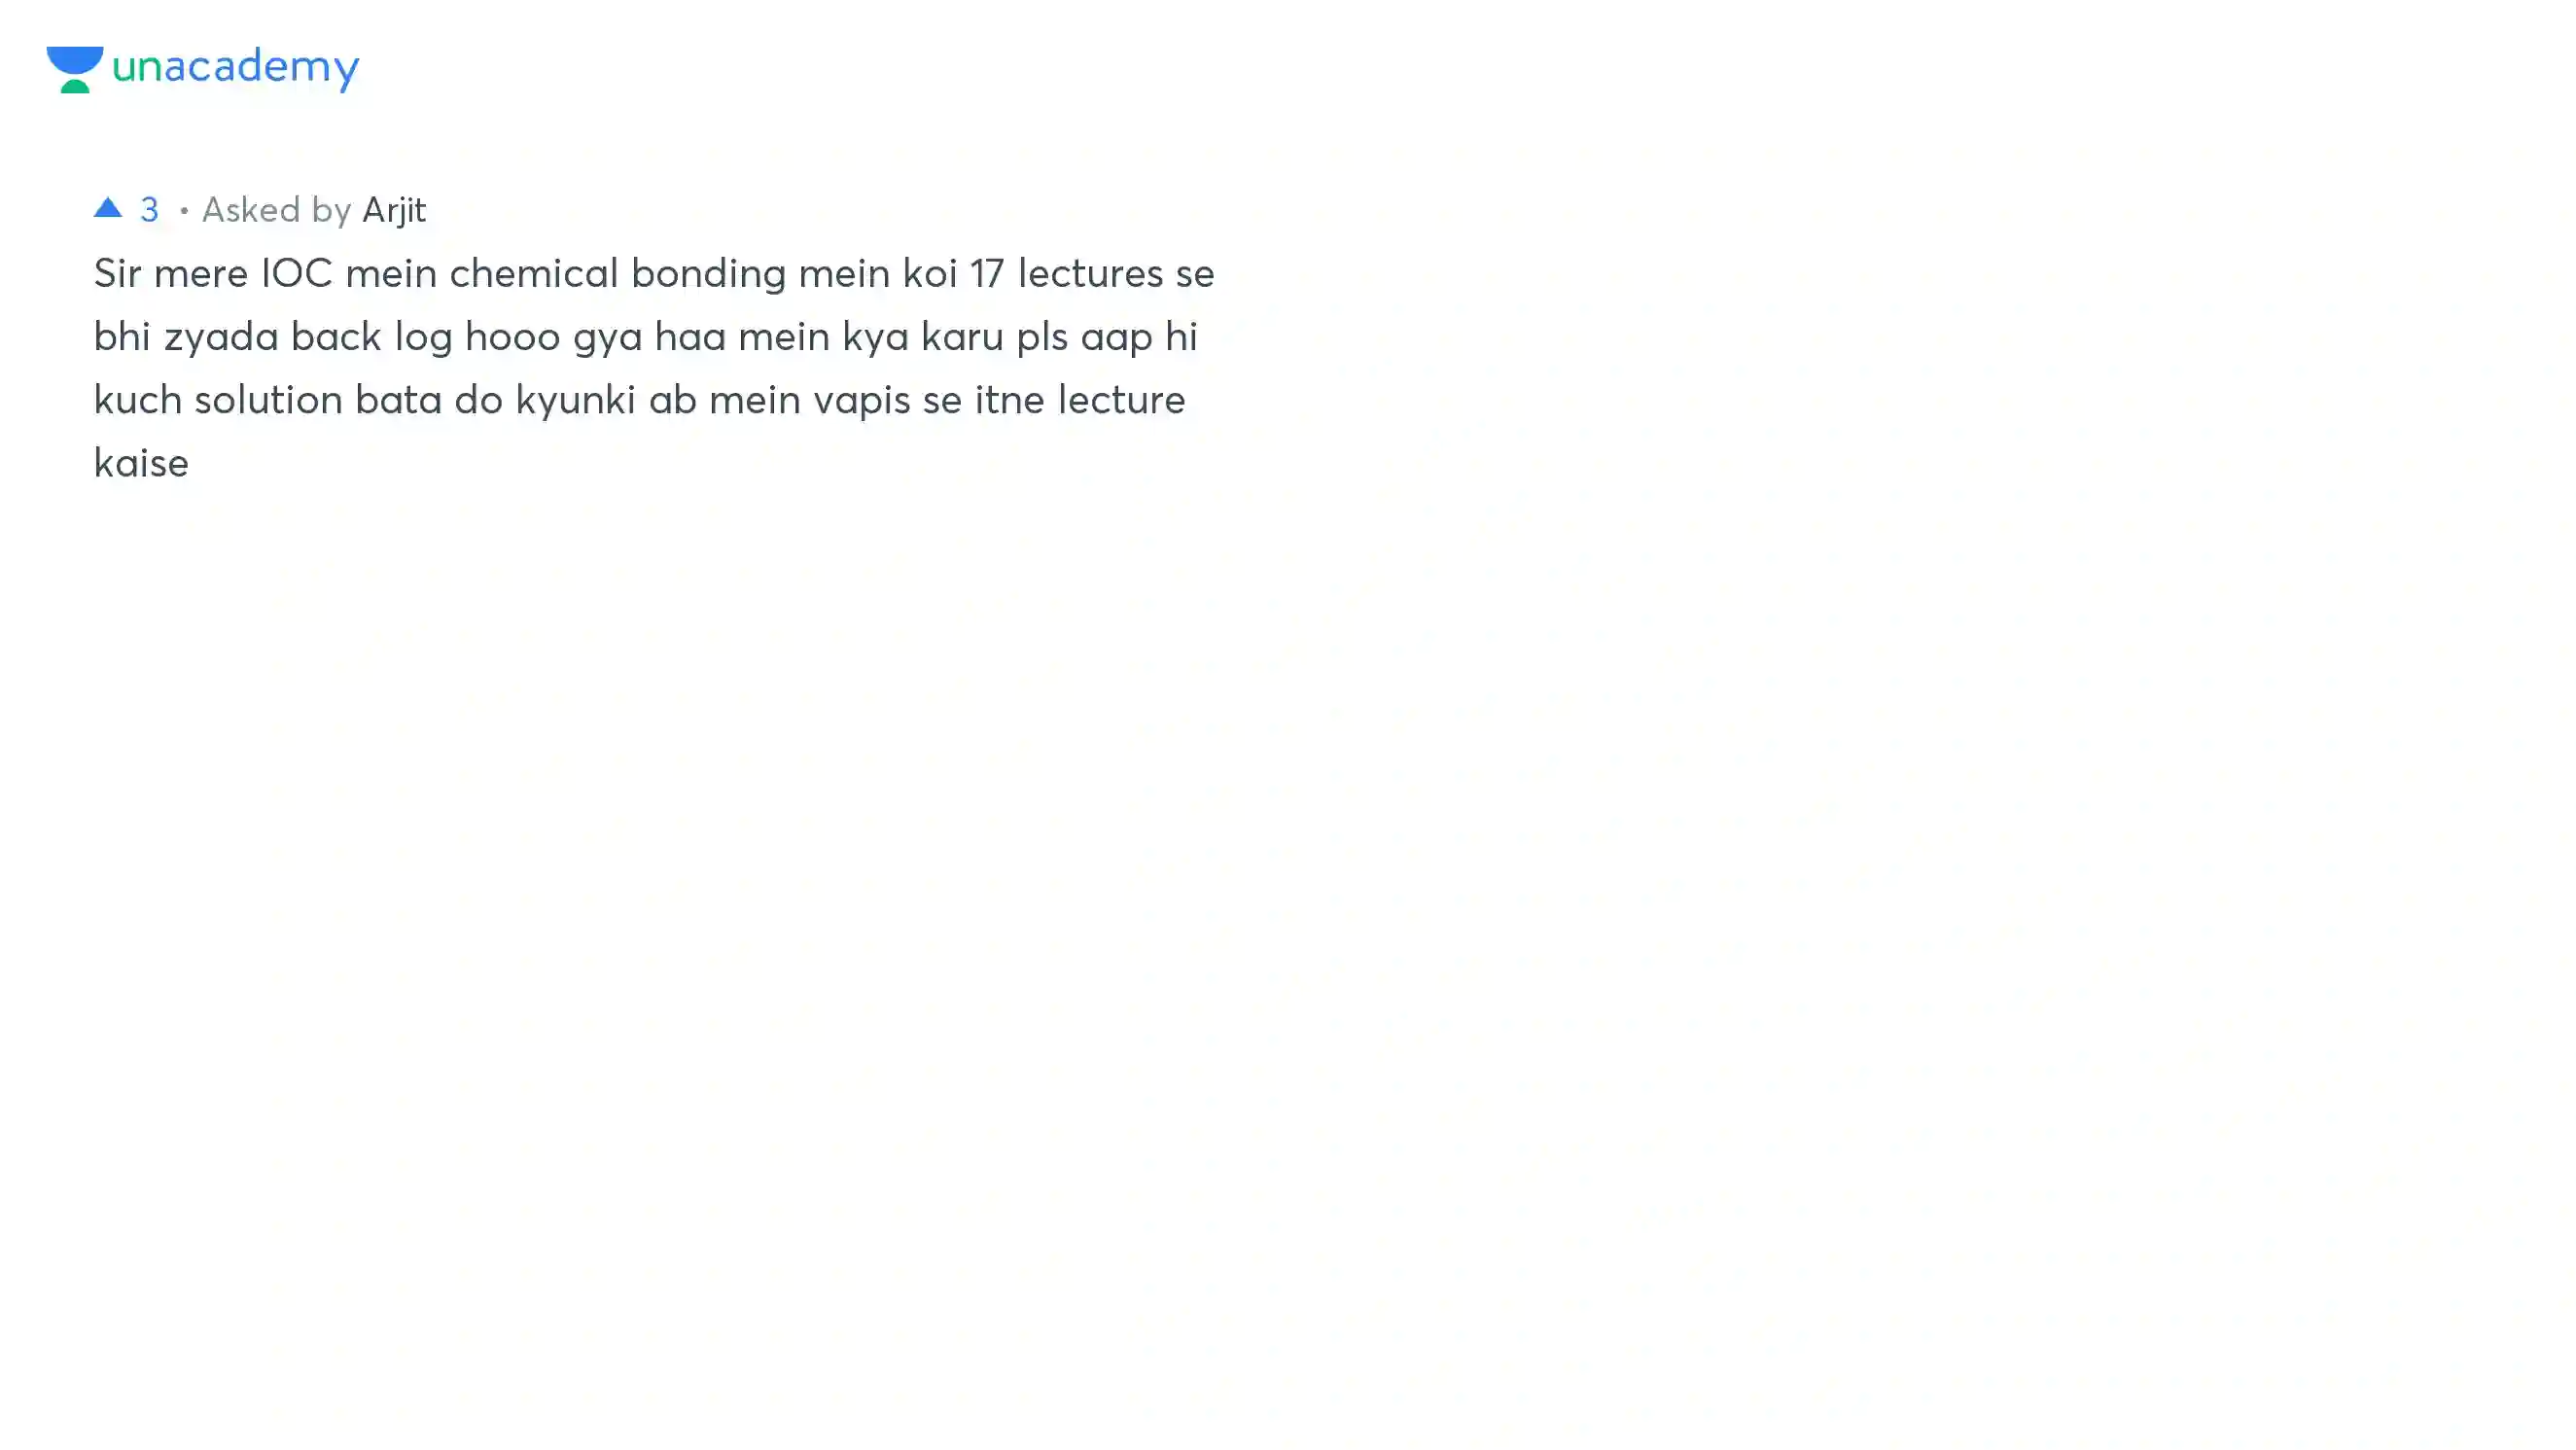 unacademy
▲ 3 • Asked by Arjit
Sir mere IOC mein chemical bonding mein koi 17 lectures se
bhi zyada back log hooo gya haa mein kya karu pls aap hi
kuch solution bata do kyunki ab mein vapis se itne lecture
kaise